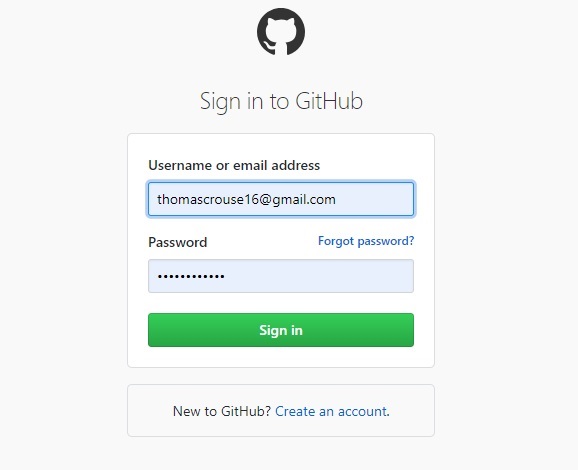 Sign in to GitHub
Username or email address
thomascrouse16@gmail.com
Password Forgot password?
••••••••••••
Sign in
New to GitHub? Create an account.